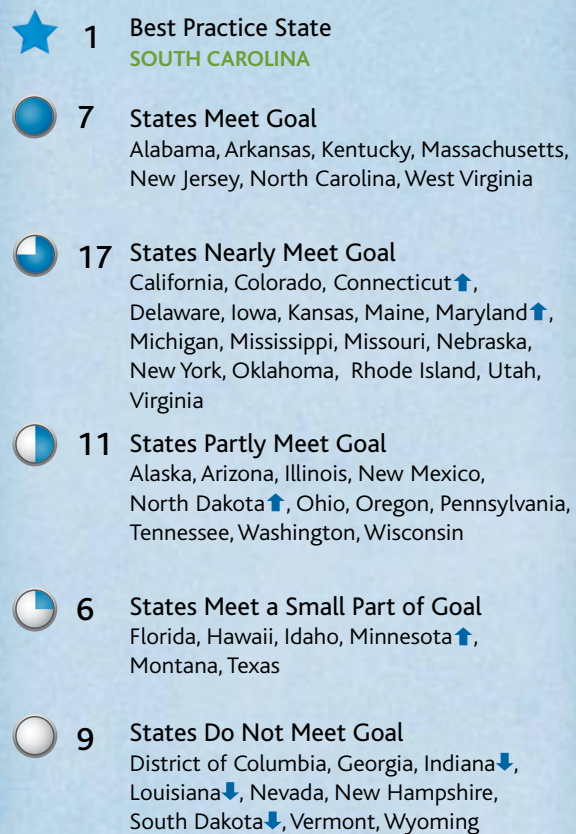 1 Best Practice State
SOUTH CAROLINA
7 States Meet Goal
Alabama, Arkansas, Kentucky, Massachusetts,
New Jersey, North Carolina, West Virginia
17 States Nearly Meet Goal
California, Colorado, Connecticut⬆,
Delaware, Iowa, Kansas, Maine, Maryland⬆,
Michigan, Mississippi, Missouri, Nebraska,
New York, Oklahoma, Rhode Island, Utah,
Virginia
11 States Partly Meet Goal
Alaska, Arizona, Illinois, New Mexico,
North Dakota⬆, Ohio, Oregon, Pennsylvania,
Tennessee, Washington, Wisconsin
6 States Meet a Small Part of Goal
Florida, Hawaii, Idaho, Minnesota⬆,
Montana, Texas
9 States Do Not Meet Goal
District of Columbia, Georgia, Indiana⬇,
Louisiana⬇, Nevada, New Hampshire,
South Dakota⬇, Vermont, Wyoming